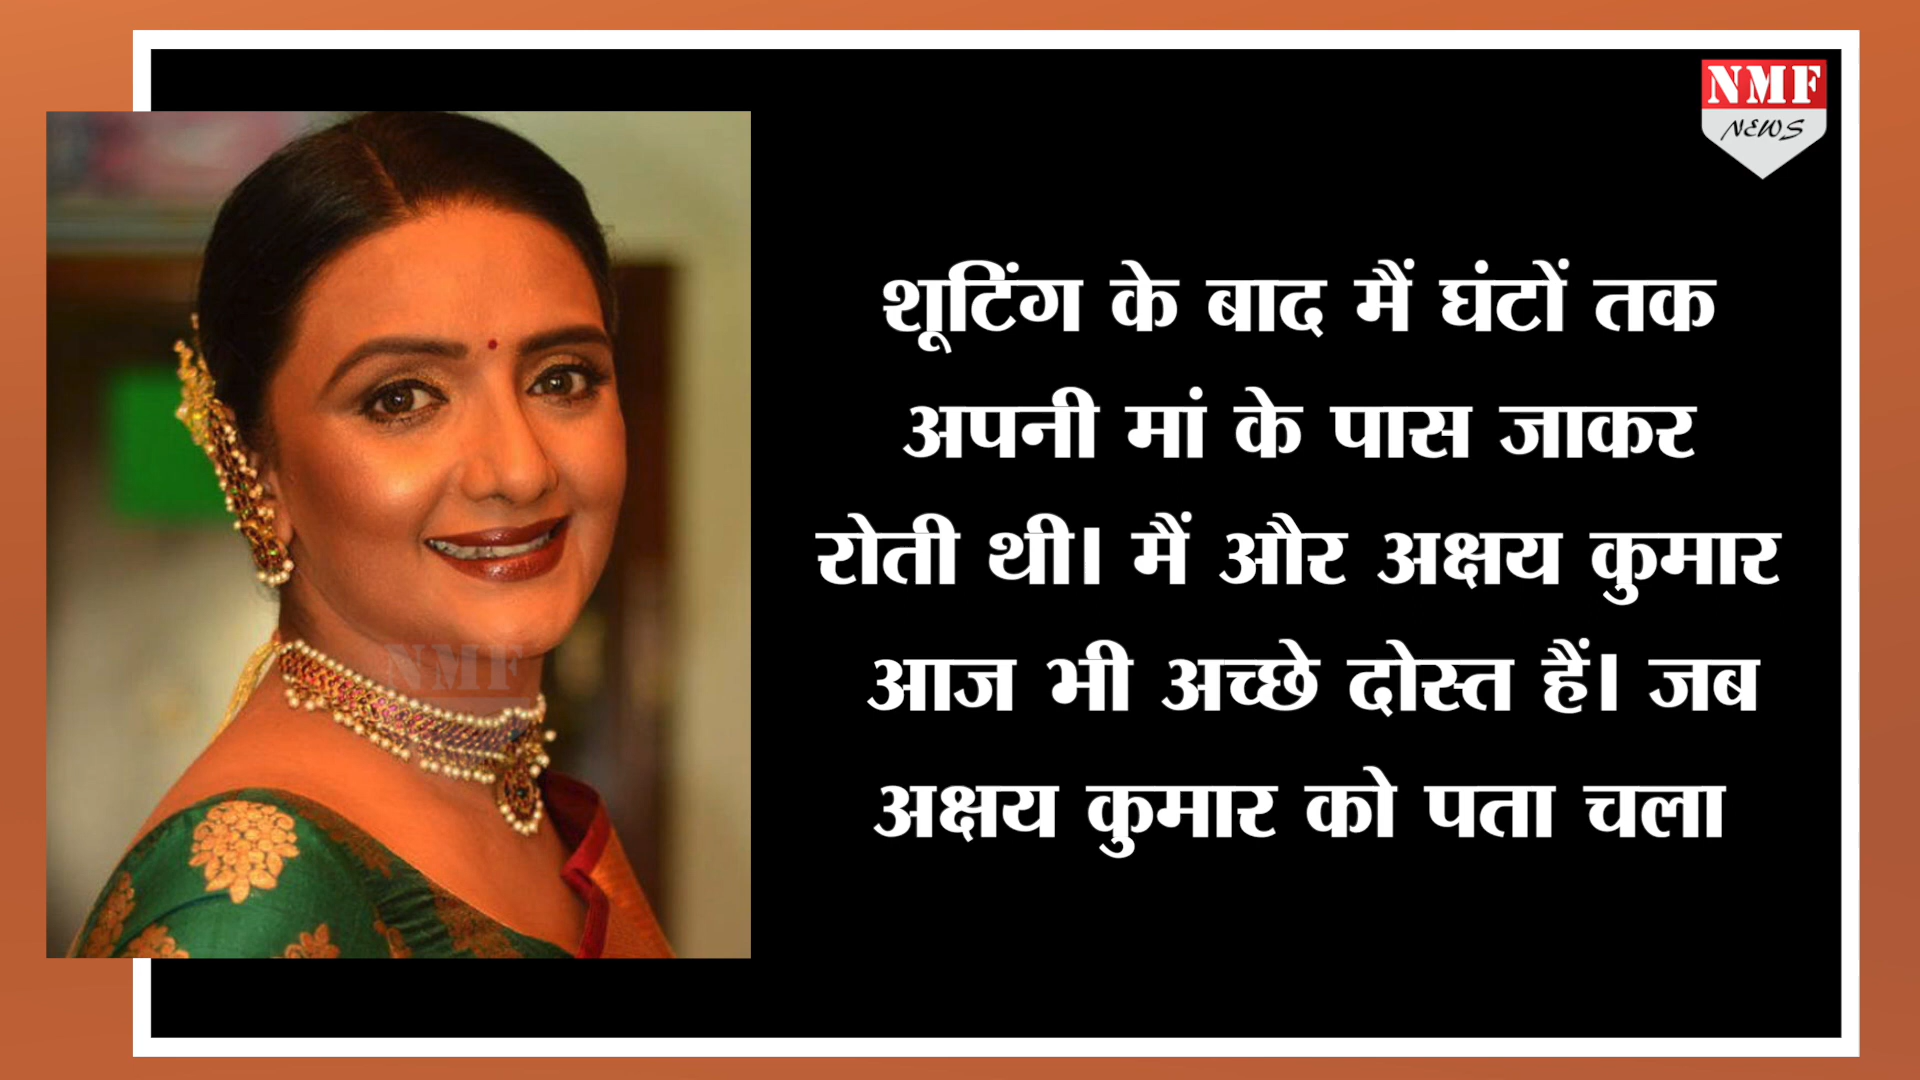 NMF
NEWS
शूटिंग के बाद मैं घंटों तक
अपनी मां के पास जाकर
रोती थी। मैं और अक्षय कुमार
आज भी अच्छे दोस्त हैं। जब
अक्षय कुमार को पता चला
NMF